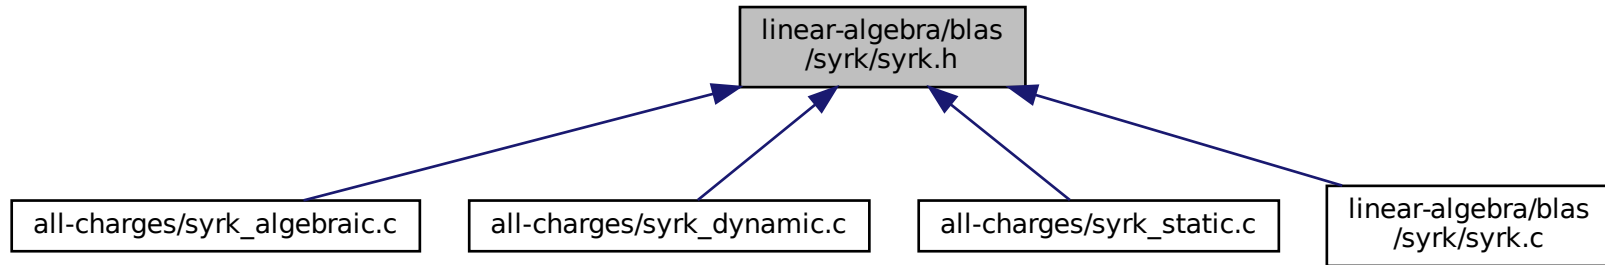 linear-algebra/blas
/syrk/syrk.h
all-charges/syrk_algebraic.c
all-charges/syrk_dynamic.c
all-charges/syrk_static.c
linear-algebra/blas
/syrk/syrk.c